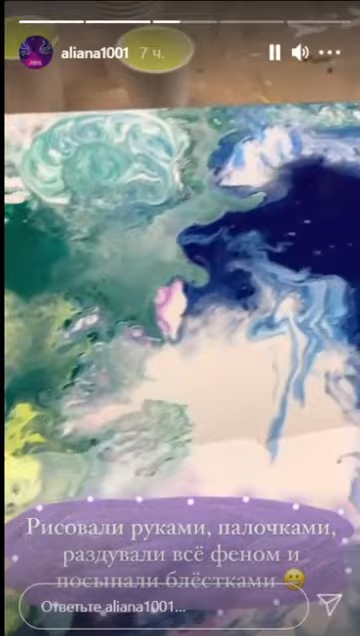 aliana1001 7 ч.
Рисовали руками, палочками,
раздували всё феном и
посыпали блёстками 😀
Ответьте aliana1001...